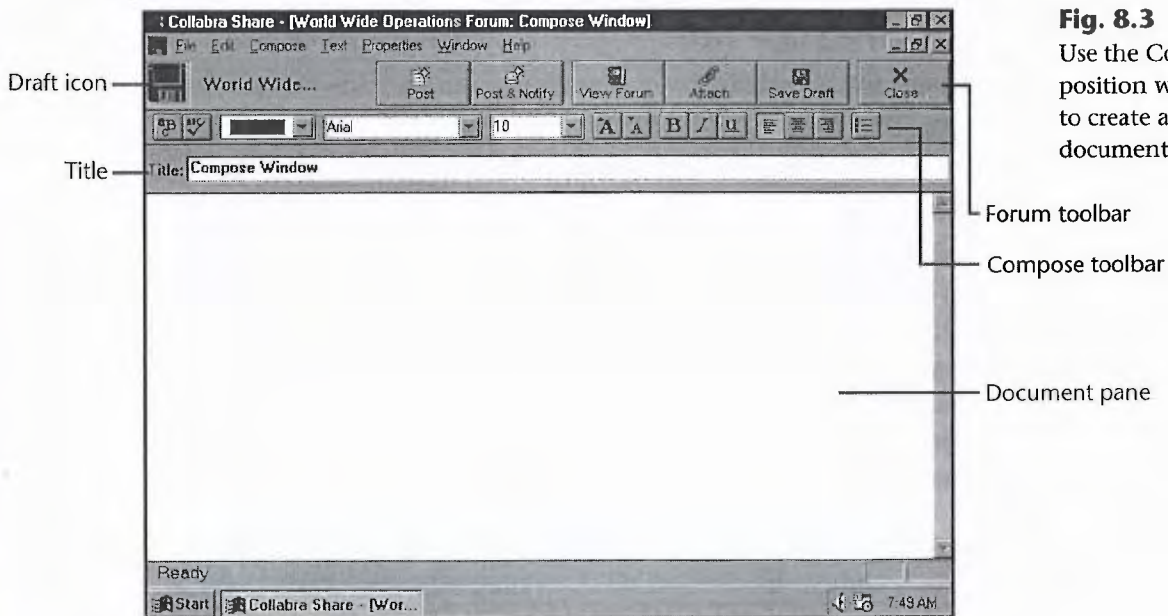 Collabra Share - [World Wide Operations Forum: Compose Window]
File Edit Compose Text Properties Window Help
World Wide...
Post
Post & Notify
View Forum
Attach
Save Draft
Close
Arial
10
A A B I u
Title: Compose Window
Ready
Start
Collabra Share - [Wor...
7:49 AM
Draft icon
Title
Fig. 8.3
Use the Co
position w
to create a
document
Forum toolbar
Compose toolbar
Document pane